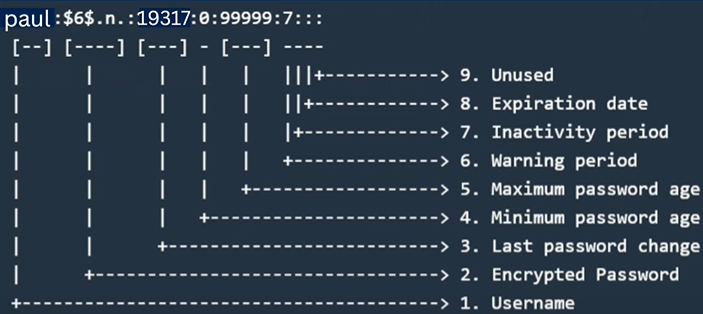 paul:$6$.n.:19317:0:99999:7:::
[--] [----] [---] - [---] ----
| | | | | |||+-----------> 9. Unused
| | | | | ||+------------> 8. Expiration date
| | | | | |+-------------> 7. Inactivity period
| | | | | +--------------> 6. Warning period
| | | | +------------------> 5. Maximum password age
| | | +----------------------> 4. Minimum password age
| | +--------------------------> 3. Last password change
| +---------------------------------> 2. Encrypted Password
+----------------------------------------> 1. Username